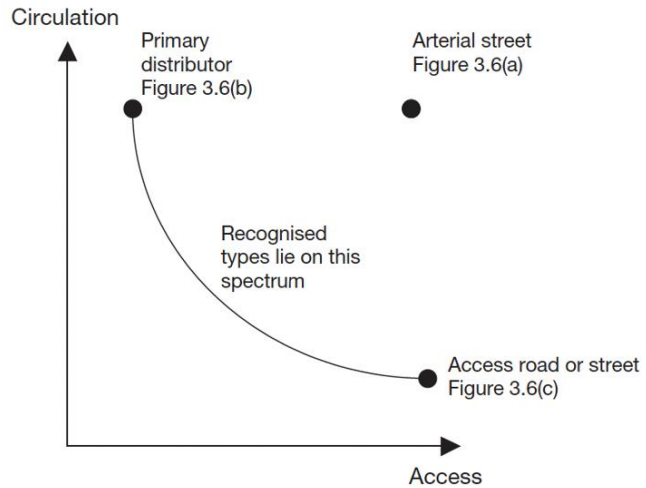 Circulation
Primary
distributor
Figure 3.6(b)
Arterial street
Figure 3.6(a)
Recognised
types lie on this
spectrum
Access road or street
Figure 3.6(c)
Access